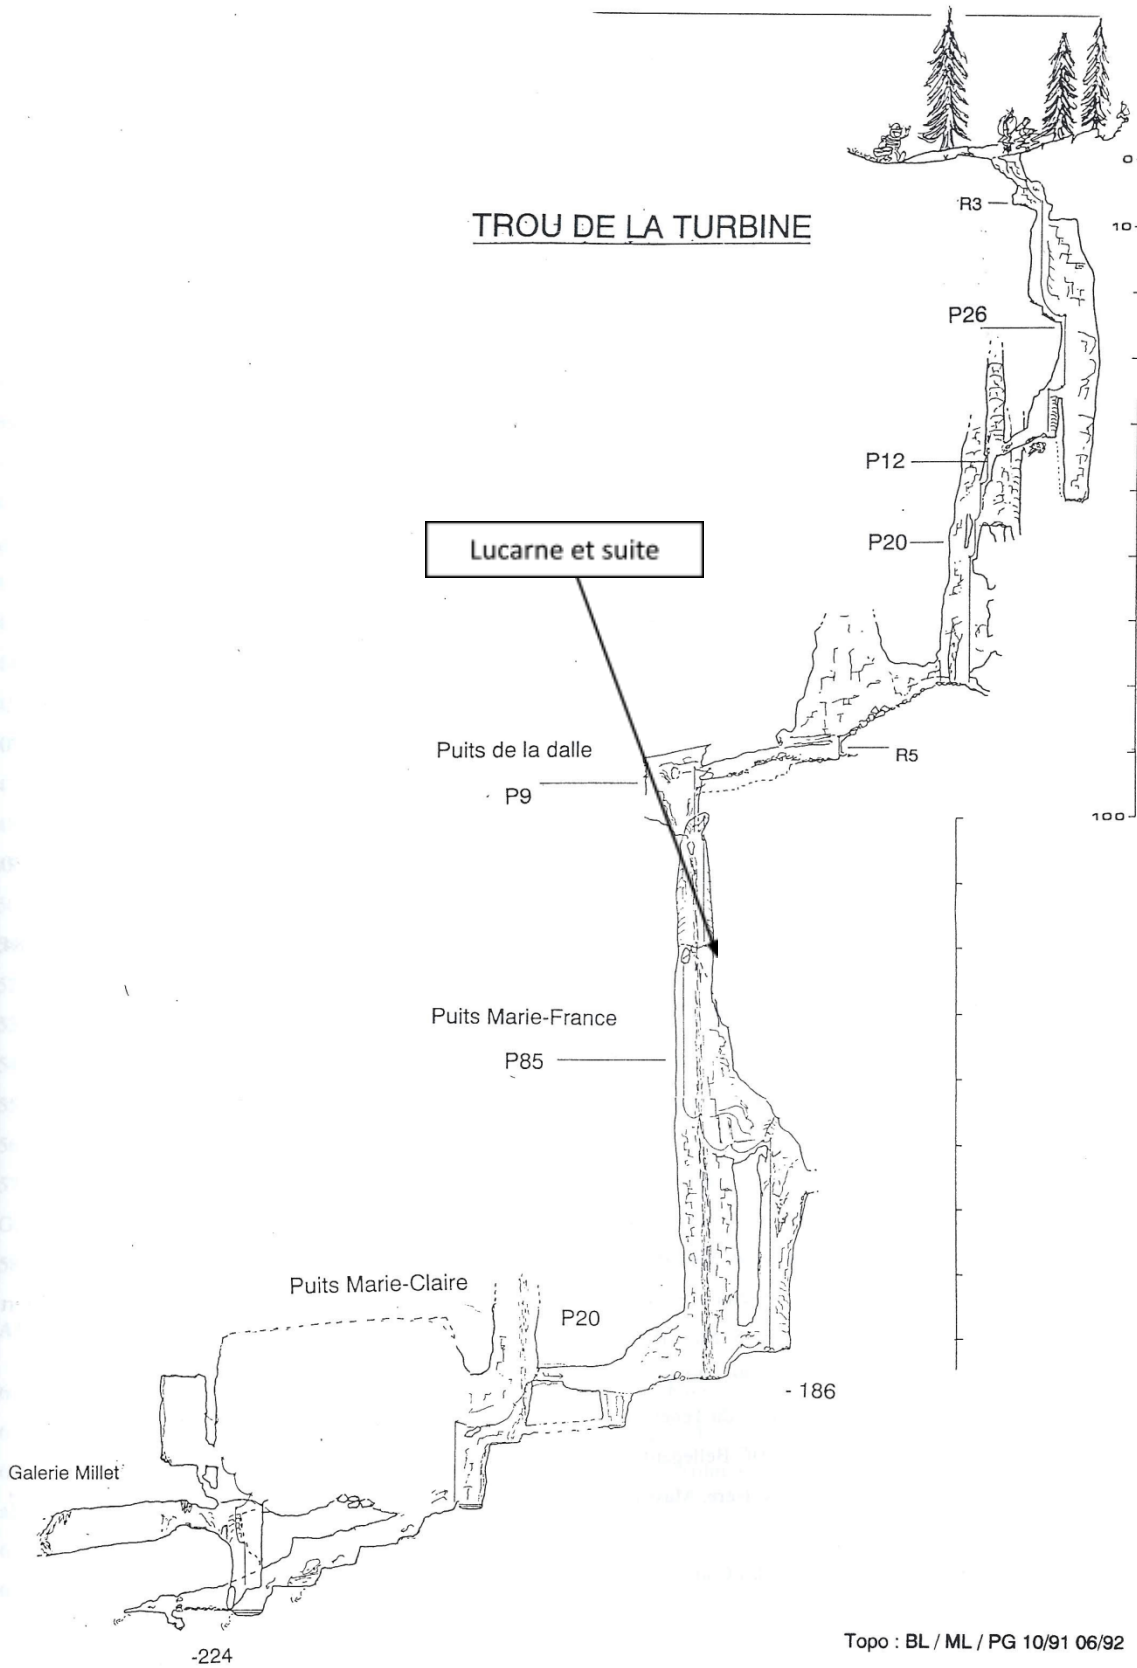 0
R3
TROU DE LA TURBINE
10
P26
P12
P20
Lucarne et suite
Puits de la dalle
R5
P9
100
Puits Marie-France
P85
Puits Marie-Claire
P20
- 186
Galerie Millet
Topo : BL / ML / PG 10/91 06/92
-224